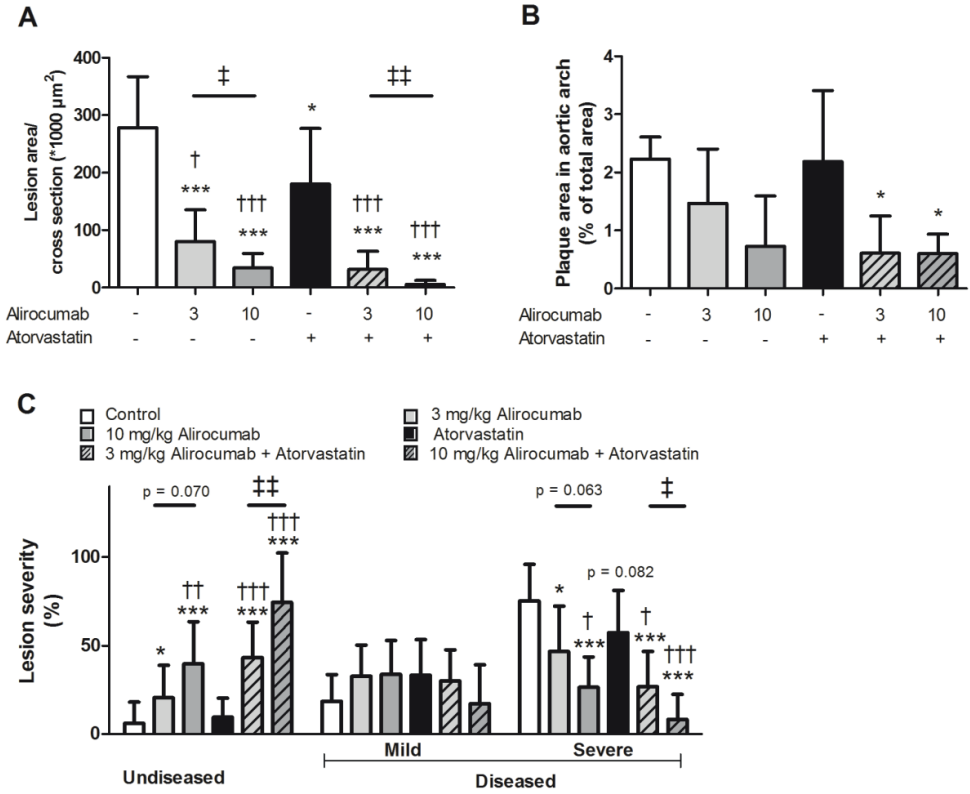 A
Lesion area/
cross section (*1000 µm²)
400
300
200
100
0
‡
‡‡
†
***
†††
***
*
†††
***
†††
***
Alirocumab - 3 10 - 3 10
Atorvastatin - - - + + +
B
Plaque area in aortic arch
(% of total area)
4
3
2
1
0
*
*
- 3 10 - 3 10
- - - + + +
C
Control
3 mg/kg Alirocumab
10 mg/kg Alirocumab
Atorvastatin
3 mg/kg Alirocumab + Atorvastatin
10 mg/kg Alirocumab + Atorvastatin
Lesion severity
(%)
100
50
0
p = 0.070
‡‡
*
††
***
†††
***
†††
***
p = 0.063
‡
p = 0.082
*
†
***
†
***
†††
***
Mild
Severe
Undiseased
Diseased